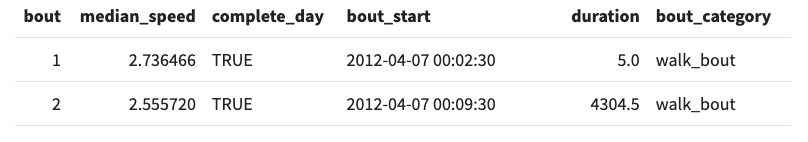 bout median_speed complete_day bout_start duration bout_category
1 2.736466 TRUE 2012-04-07 00:02:30 5.0 walk_bout
2 2.555720 TRUE 2012-04-07 00:09:30 4304.5 walk_bout